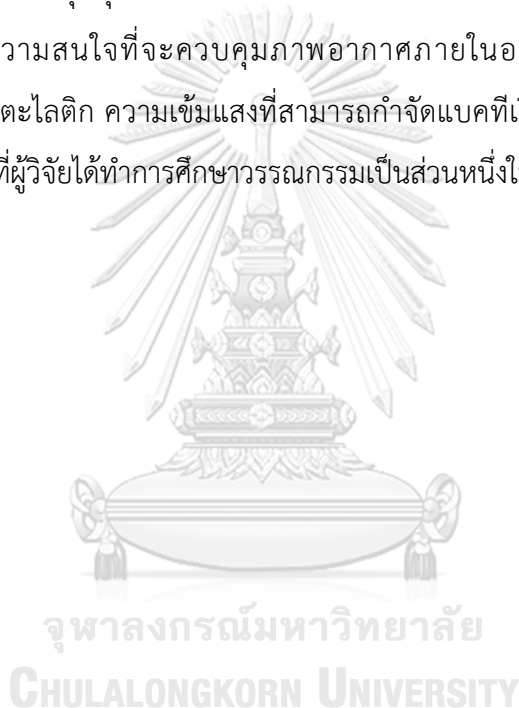 วามสนใจที่จะควบคุมภาพอากาศภายในอ
ตะไลติก ความเข้มแสงที่สามารถกำจัดแบคทีเ
ที่ผู้วิจัยได้ทำการศึกษาวรรณกรรมเป็นส่วนหนึ่งใ
จุฬาลงกรณ์มหาวิทยาลัย
CHULALONGKORN UNIVERSITY